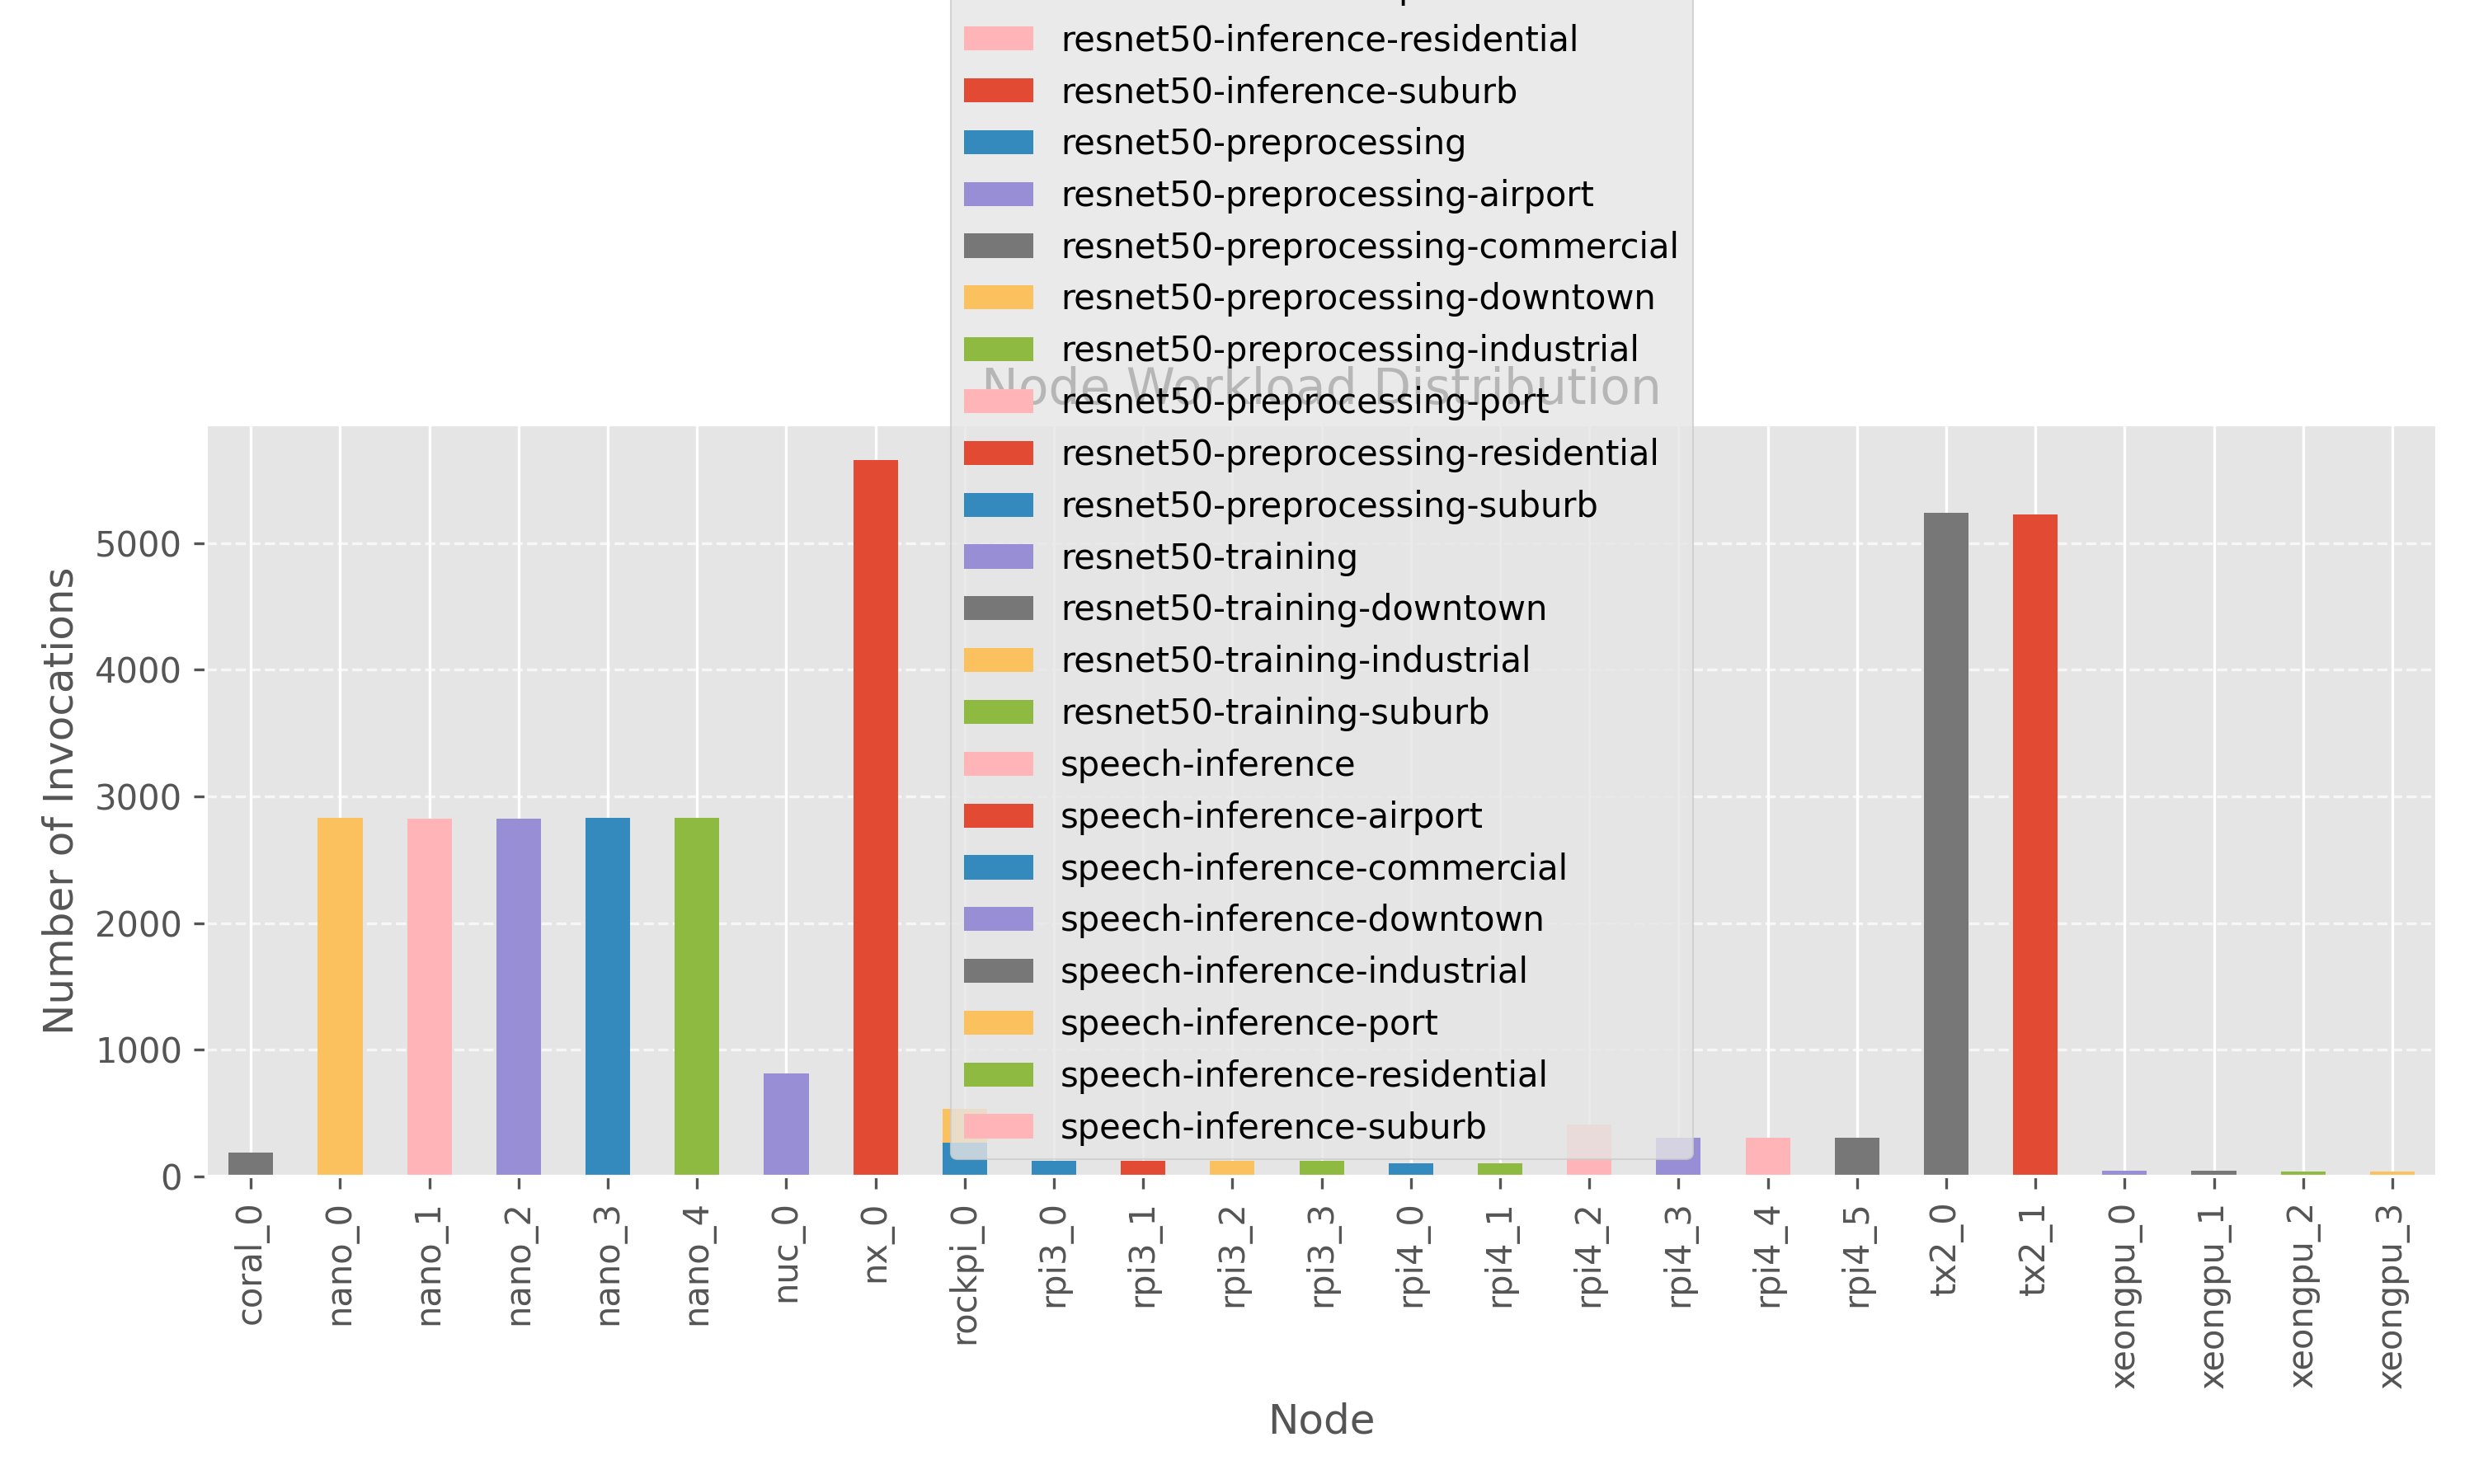 resnet50-inference-residential
resnet50-inference-suburb
resnet50-preprocessing
resnet50-preprocessing-airport
resnet50-preprocessing-commercial
resnet50-preprocessing-downtown
resnet50-preprocessing-industrial
Node Workload Distribution
resnet50-preprocessing-port
resnet50-preprocessing-residential
resnet50-preprocessing-suburb
resnet50-training
resnet50-training-downtown
resnet50-training-industrial
resnet50-training-suburb
speech-inference
speech-inference-airport
speech-inference-commercial
speech-inference-downtown
speech-inference-industrial
speech-inference-port
speech-inference-residential
speech-inference-suburb
Number of Invocations
5000
4000
3000
2000
1000
0
coral_0
nano_0
nano_1
nano_2
nano_3
nano_4
nuc_0
nx_0
rockpi_0
rpi3_0
rpi3_1
rpi3_2
rpi3_3
rpi4_0
rpi4_1
rpi4_2
rpi4_3
rpi4_4
rpi4_5
tx2_0
tx2_1
xeongpu_0
xeongpu_1
xeongpu_2
xeongpu_3
Node